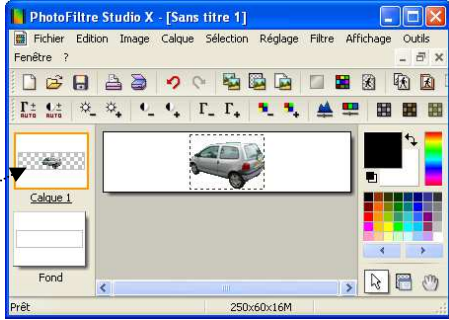 PhotoFiltre Studio X - [Sans titre 1]
Fichier Edition Image Calque Sélection Réglage Filtre Affichage Outils
Fenêtre ?
AUTO AUTO
Calque 1
Fond
Prêt 250x60x16M